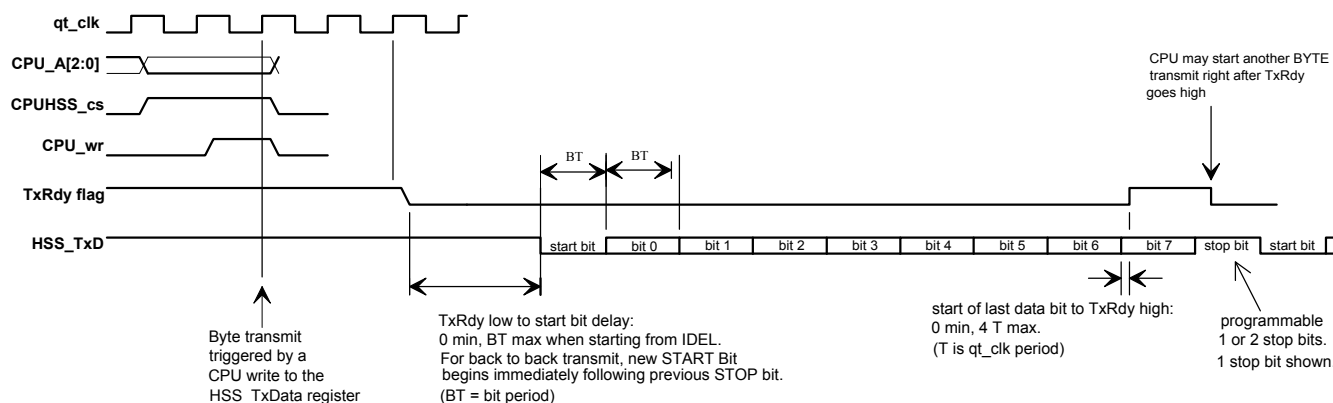 qt_clk
CPU_A[2:0]
CPUHSS_cs
CPU_wr
TxRdy flag
HSS_TxD
CPU may start another BYTE
transmit right after TxRdy
goes high
BT
BT
start bit
bit 0
bit 1
bit 2
bit 3
bit 4
bit 5
bit 6
bit 7
stop bit
start bit
Byte transmit
triggered by a
CPU write to the
HSS_TxData register
TxRdy low to start bit delay:
0 min, BT max when starting from IDEL.
For back to back transmit, new START Bit
begins immediately following previous STOP bit.
(BT = bit period)
start of last data bit to TxRdy high:
0 min, 4 T max.
(T is qt_clk period)
programmable
1 or 2 stop bits.
1 stop bit shown.